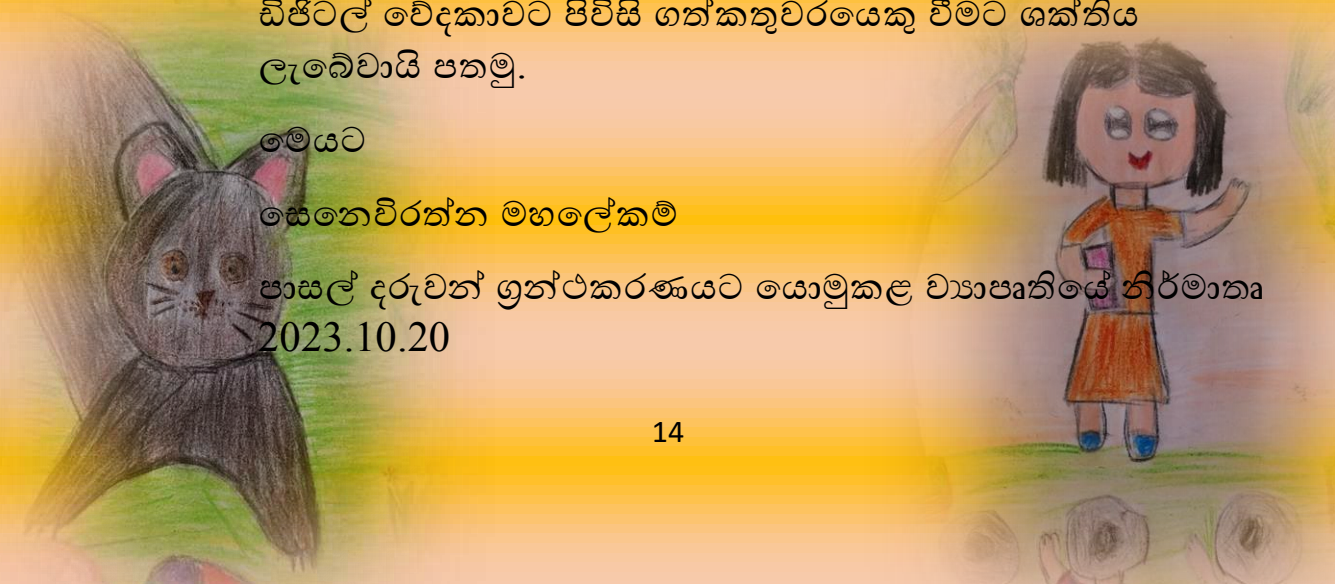 ඩිජිටල් වේදකාවට පිවිසි ගත්කතුවරයෙකු වීමට ශක්තිය
ලැබේවායි පතමු.
මෙයට
සෙනෙවිරත්න මහලේකම්
පාසල් දරුවන් ග්‍රන්ථකරණයට යොමුකළ ව්‍යාපෘතියේ නිර්මාතෘ
2023.10.20
14